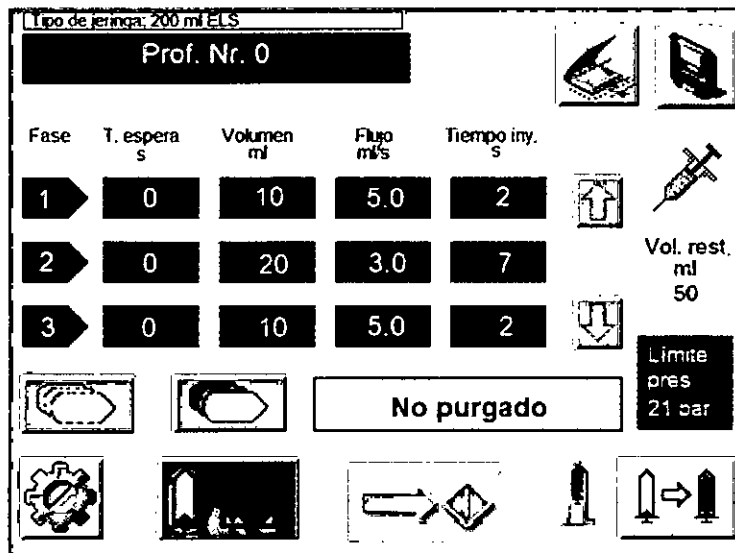 Tipo de jeringa; 200 ml ELS
Prof. Nr. 0
Fase T. espera Volumen Flujo Tiempo iny.
s ml ml/s s
1 0 10 5.0 2
2 0 20 3.0 7
3 0 10 5.0 2
Vol. rest.
ml
50
Límite
pres
21 bar
No purgado